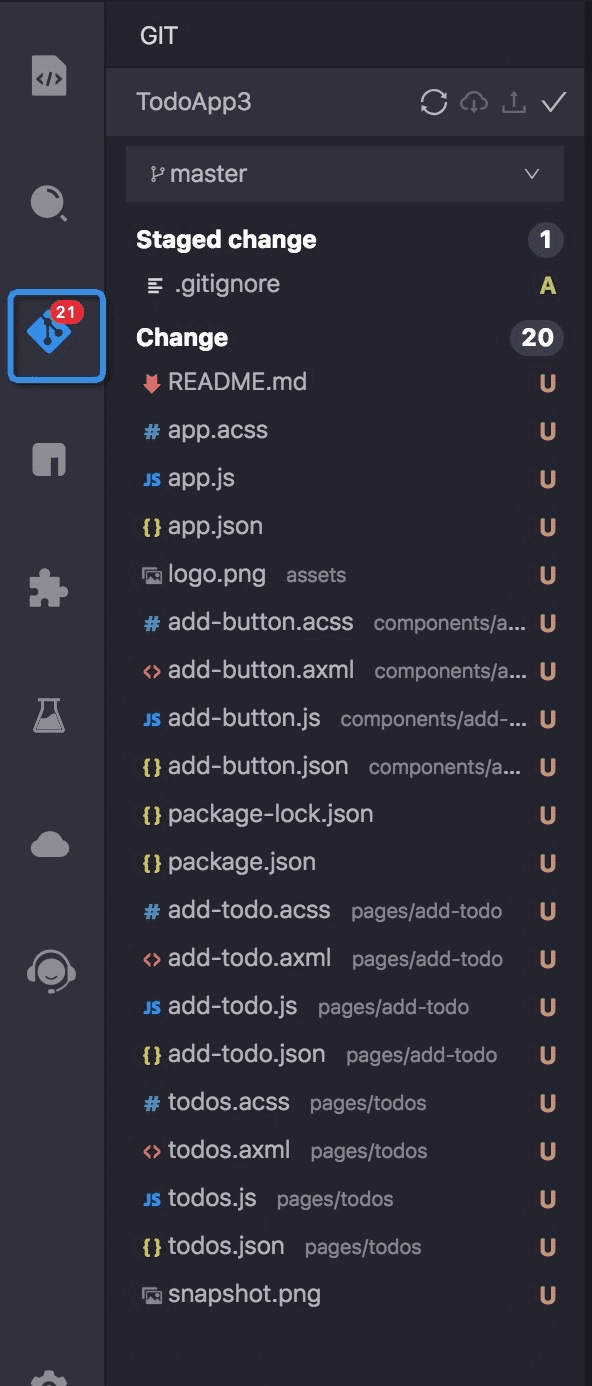 GIT
TodoApp3
master
Staged change 1
.gitignore A
21
Change 20
README.md U
# app.acss U
JS app.js U
{} app.json U
logo.png assets U
# add-button.acss components/a... U
<> add-button.axml components/a... U
JS add-button.js components/add-... U
{} add-button.json components/a... U
{} package-lock.json U
{} package.json U
# add-todo.acss pages/add-todo U
<> add-todo.axml pages/add-todo U
JS add-todo.js pages/add-todo U
{} add-todo.json pages/add-todo U
# todos.acss pages/todos U
<> todos.axml pages/todos U
JS todos.js pages/todos U
{} todos.json pages/todos U
snapshot.png U